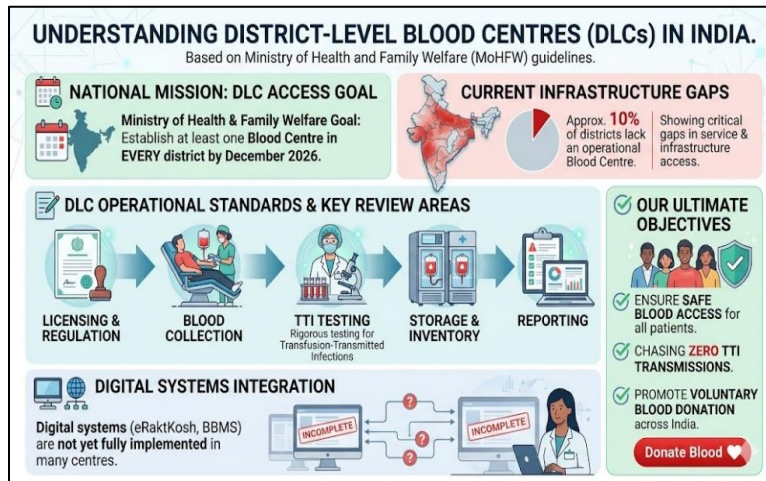 UNDERSTANDING DISTRICT-LEVEL BLOOD CENTRES (DLCs) IN INDIA.
Based on Ministry of Health and Family Welfare (MoHFW) guidelines.
NATIONAL MISSION: DLC ACCESS GOAL
Ministry of Health & Family Welfare Goal:
Establish at least one Blood Centre in
EVERY district by December 2026.
CURRENT INFRASTRUCTURE GAPS
Approx. 10%
of districts lack
an operational
Blood Centre.
Showing critical
gaps in service &
infrastructure
access.
DLC OPERATIONAL STANDARDS & KEY REVIEW AREAS
LICENSING &
REGULATION
BLOOD
COLLECTION
TTI TESTING
Rigorous testing for
Transfusion-Transmitted
Infections
STORAGE &
INVENTORY
REPORTING
DIGITAL SYSTEMS INTEGRATION
Digital systems (eRaktKosh, BBMS)
are not yet fully implemented in
many centres.
INCOMPLETE
?
?
?
INCOMPLETE
OUR ULTIMATE
OBJECTIVES
ENSURE SAFE
BLOOD ACCESS for
all patients.
CHASING ZERO TTI
TRANSMISSIONS.
PROMOTE VOLUNTARY
BLOOD DONATION
across India.
Donate Blood